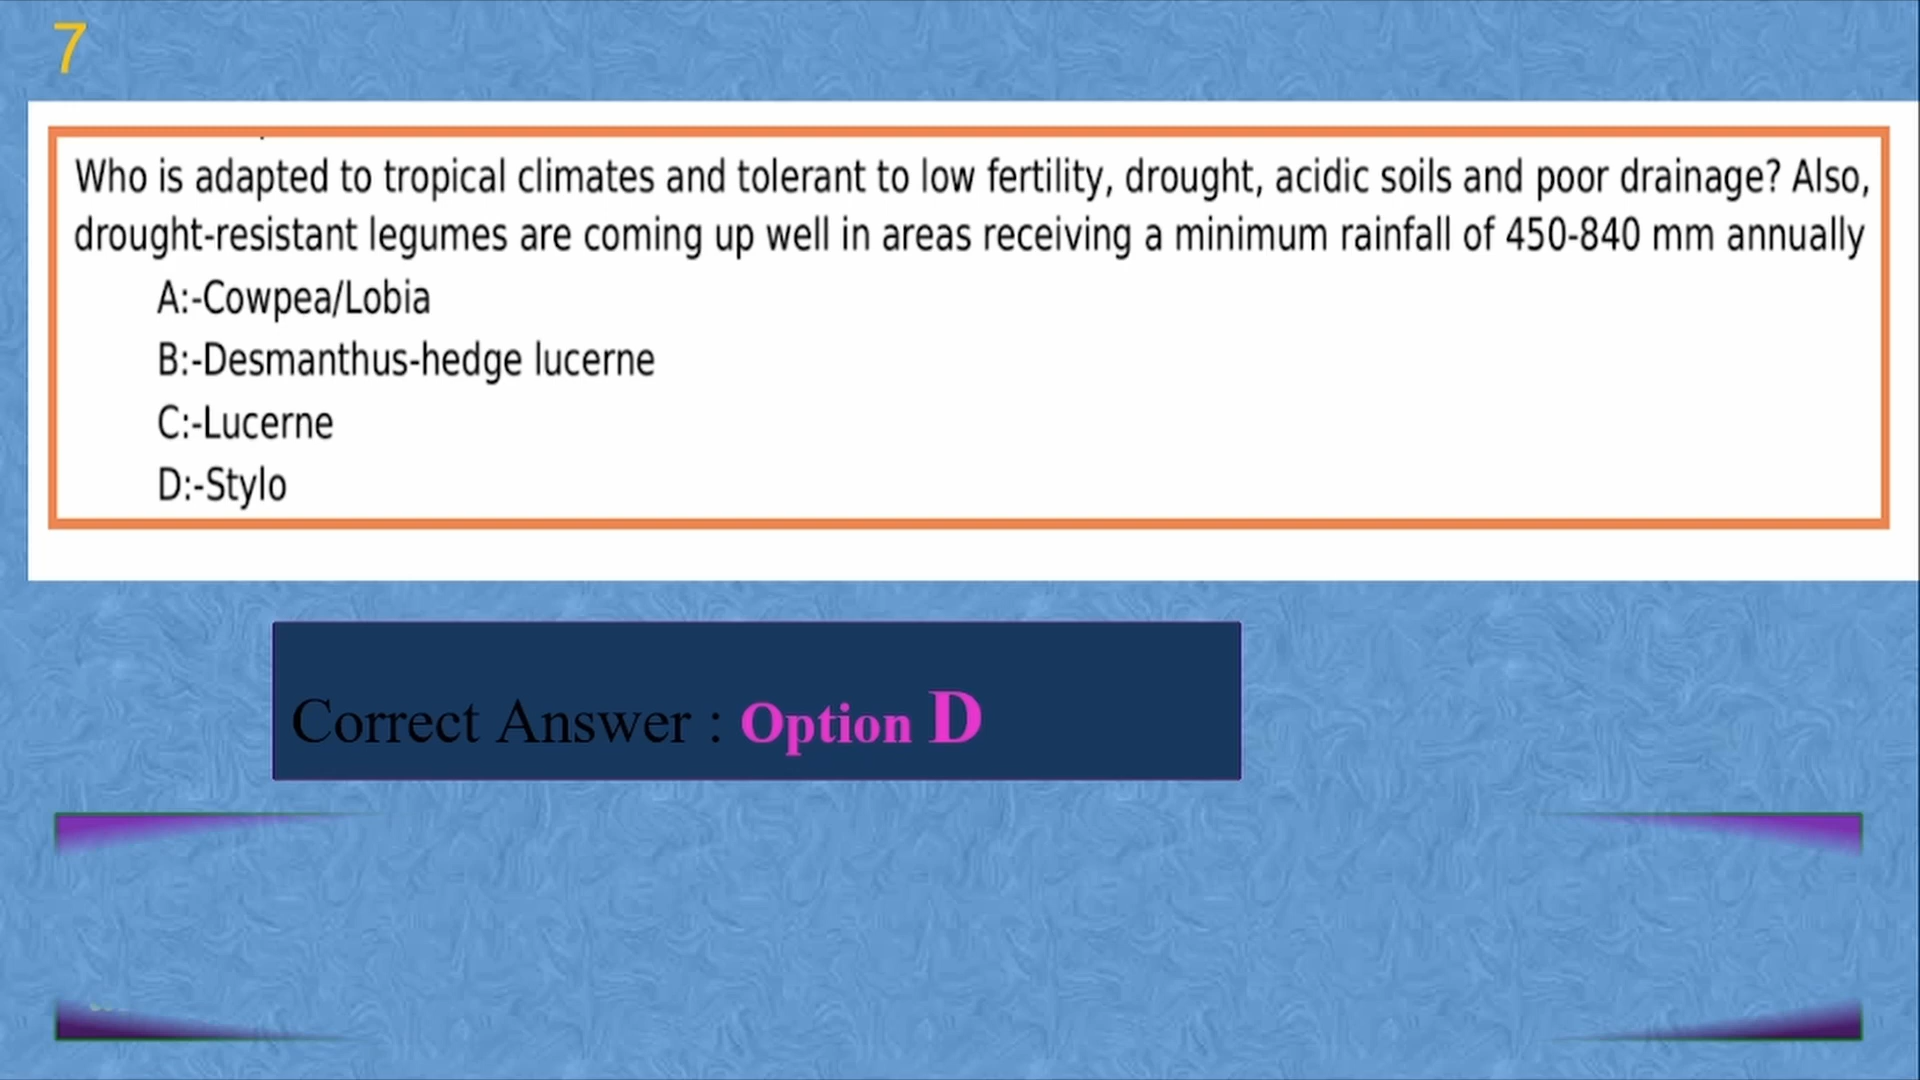 7
Who is adapted to tropical climates and tolerant to low fertility, drought, acidic soils and poor drainage? Also,
drought-resistant legumes are coming up well in areas receiving a minimum rainfall of 450-840 mm annually
A:-Cowpea/Lobia
B:-Desmanthus-hedge lucerne
C:-Lucerne
D:-Stylo
Correct Answer : Option D